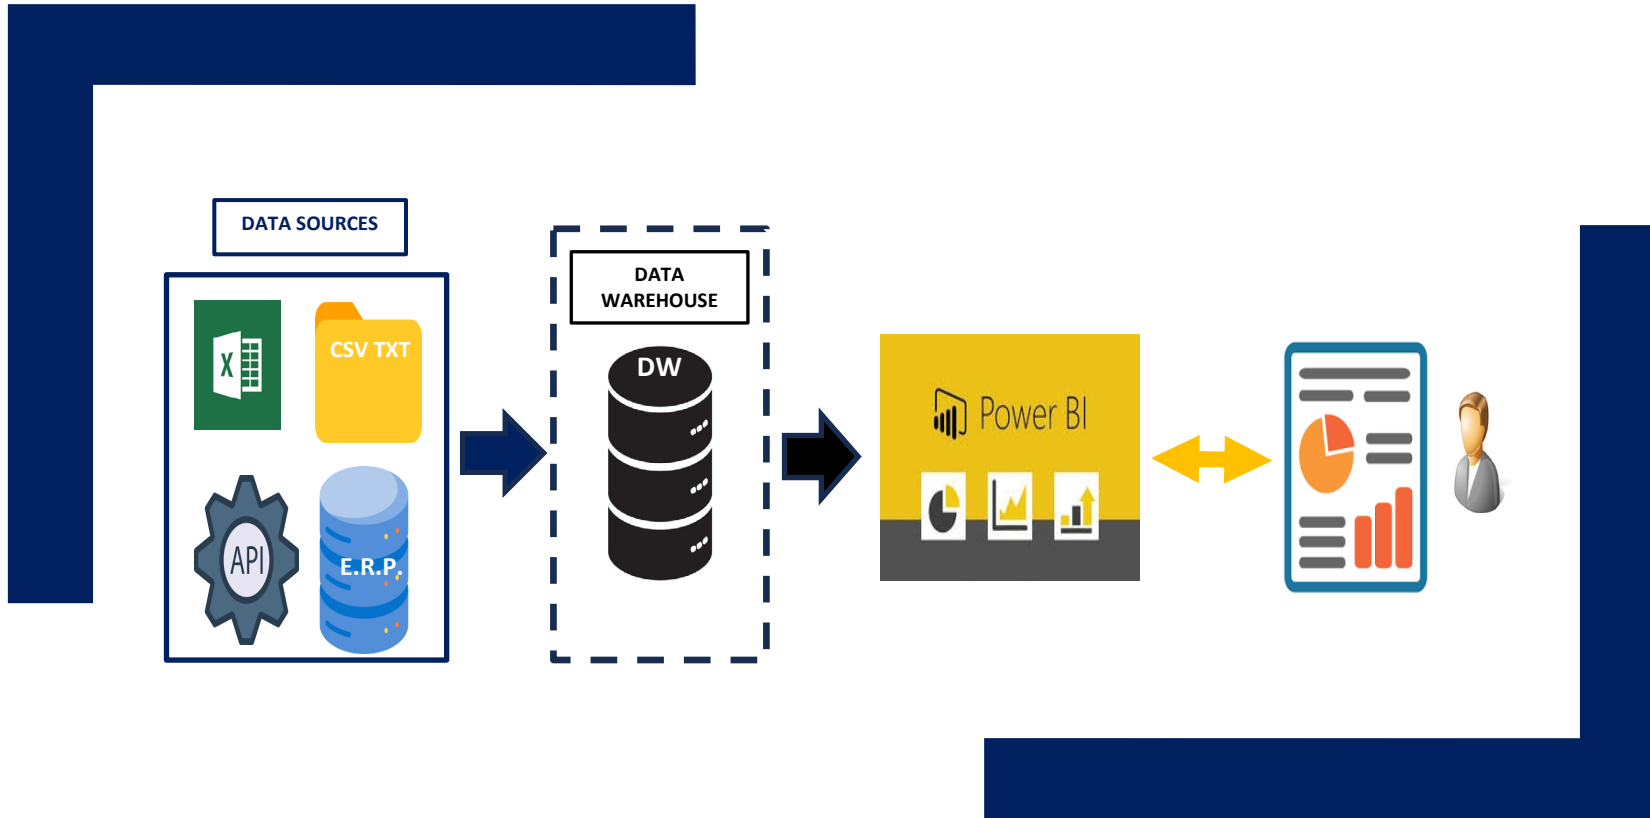 DATA SOURCES
X
CSV TXT
API
E.R.P.
DATA
WAREHOUSE
DW
Power BI